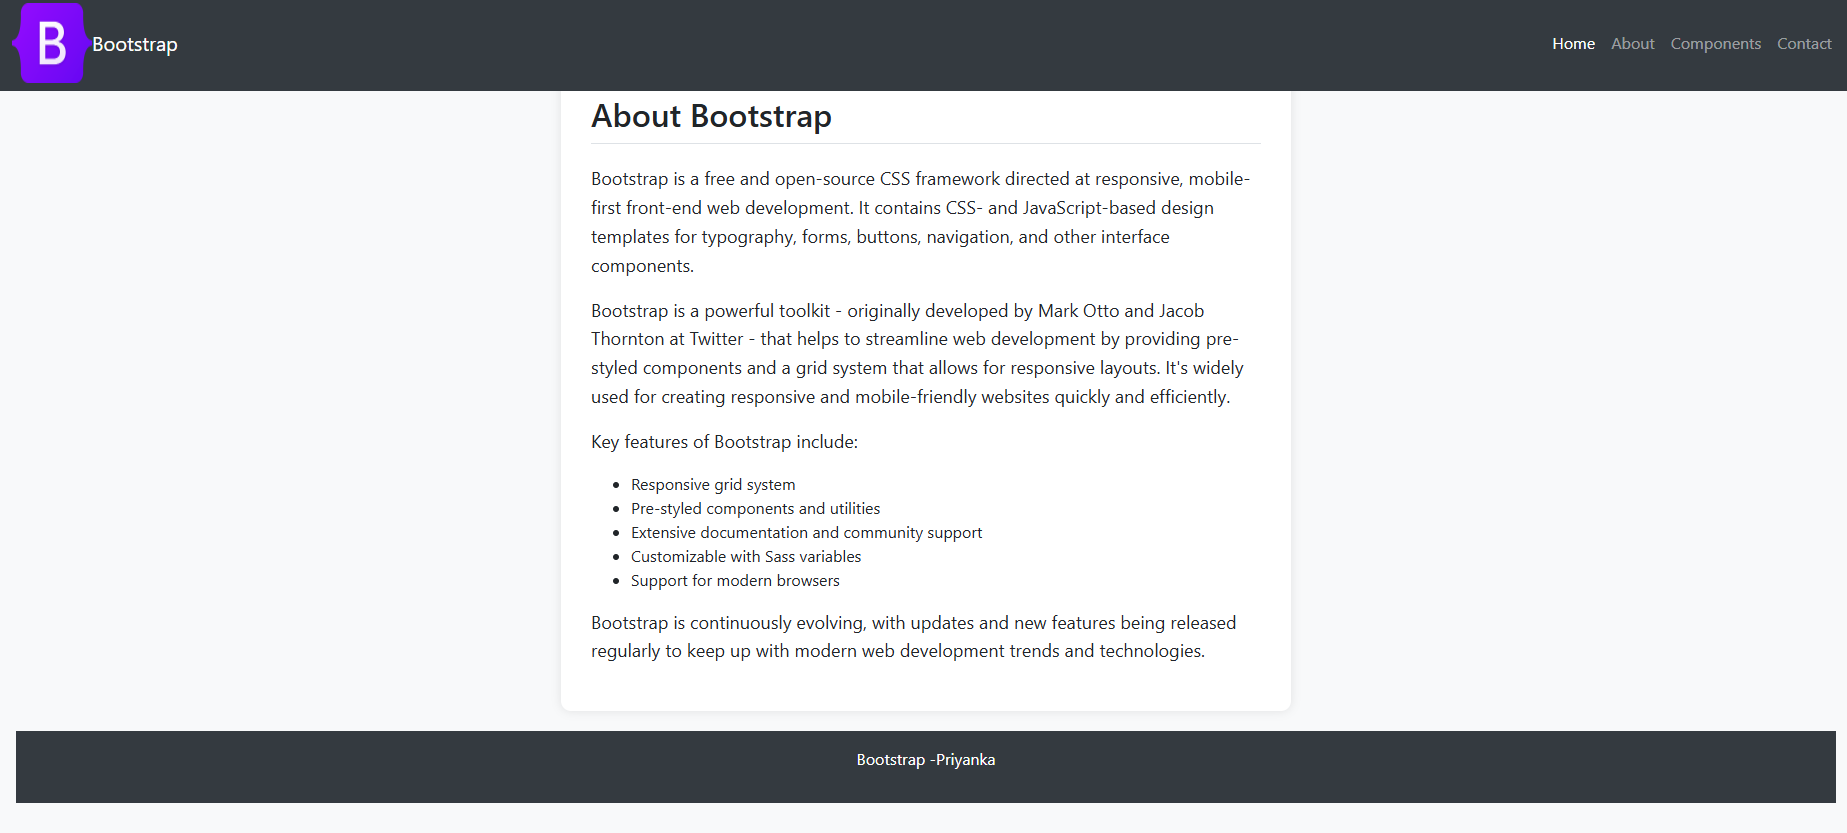 B Bootstrap
Home About Components Contact
About Bootstrap
Bootstrap is a free and open-source CSS framework directed at responsive, mobile-
first front-end web development. It contains CSS- and JavaScript-based design
templates for typography, forms, buttons, navigation, and other interface
components.
Bootstrap is a powerful toolkit - originally developed by Mark Otto and Jacob
Thornton at Twitter - that helps to streamline web development by providing pre-
styled components and a grid system that allows for responsive layouts. It's widely
used for creating responsive and mobile-friendly websites quickly and efficiently.
Key features of Bootstrap include:
Responsive grid system
Pre-styled components and utilities
Extensive documentation and community support
Customizable with Sass variables
Support for modern browsers
Bootstrap is continuously evolving, with updates and new features being released
regularly to keep up with modern web development trends and technologies.
Bootstrap -Priyanka